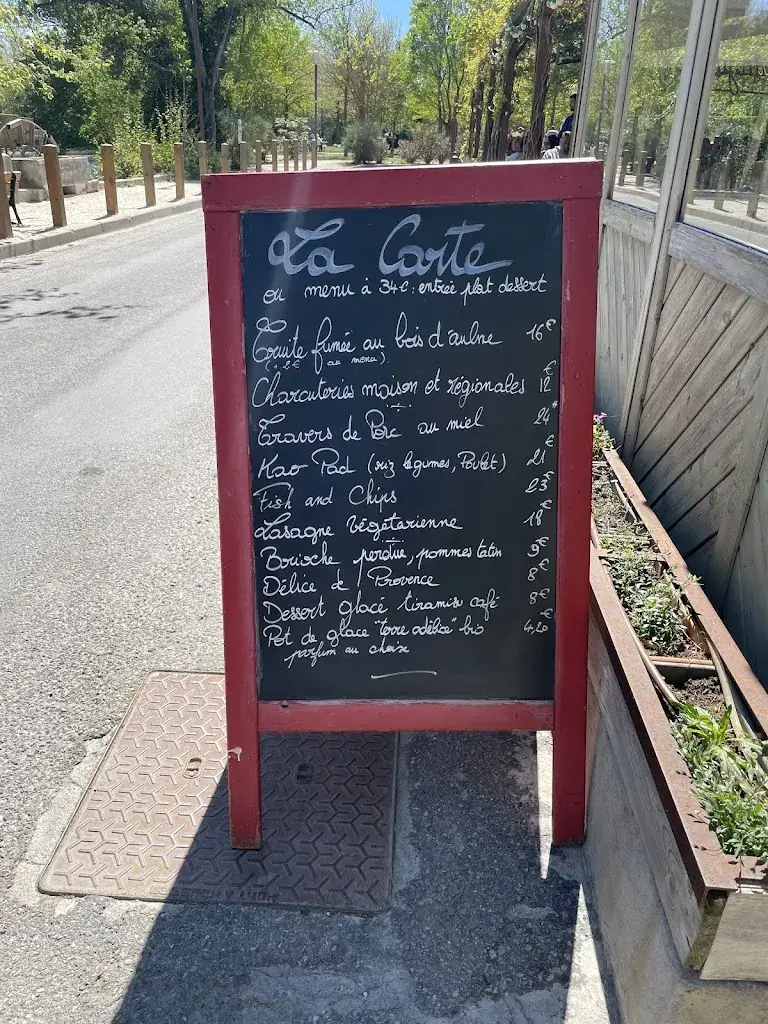 La Carte
ou menu à 34€ : entrée plat dessert
Truite fumée au bois d'aulne 16€
(+ 2€ au menu)
Charcuteries maison et régionales 12€
Travers de Porc au miel 24€
Kao Pad (riz légumes, Poulet) 21€
Fish and Chips 23€
Lasagne végétarienne 18€
Brioche perdue, pommes tatin 9€
Délice de Provence 8€
Dessert glacé tiramisu café 8€
Pot de glace "terre adélice" bio 4,20€
parfum au choix